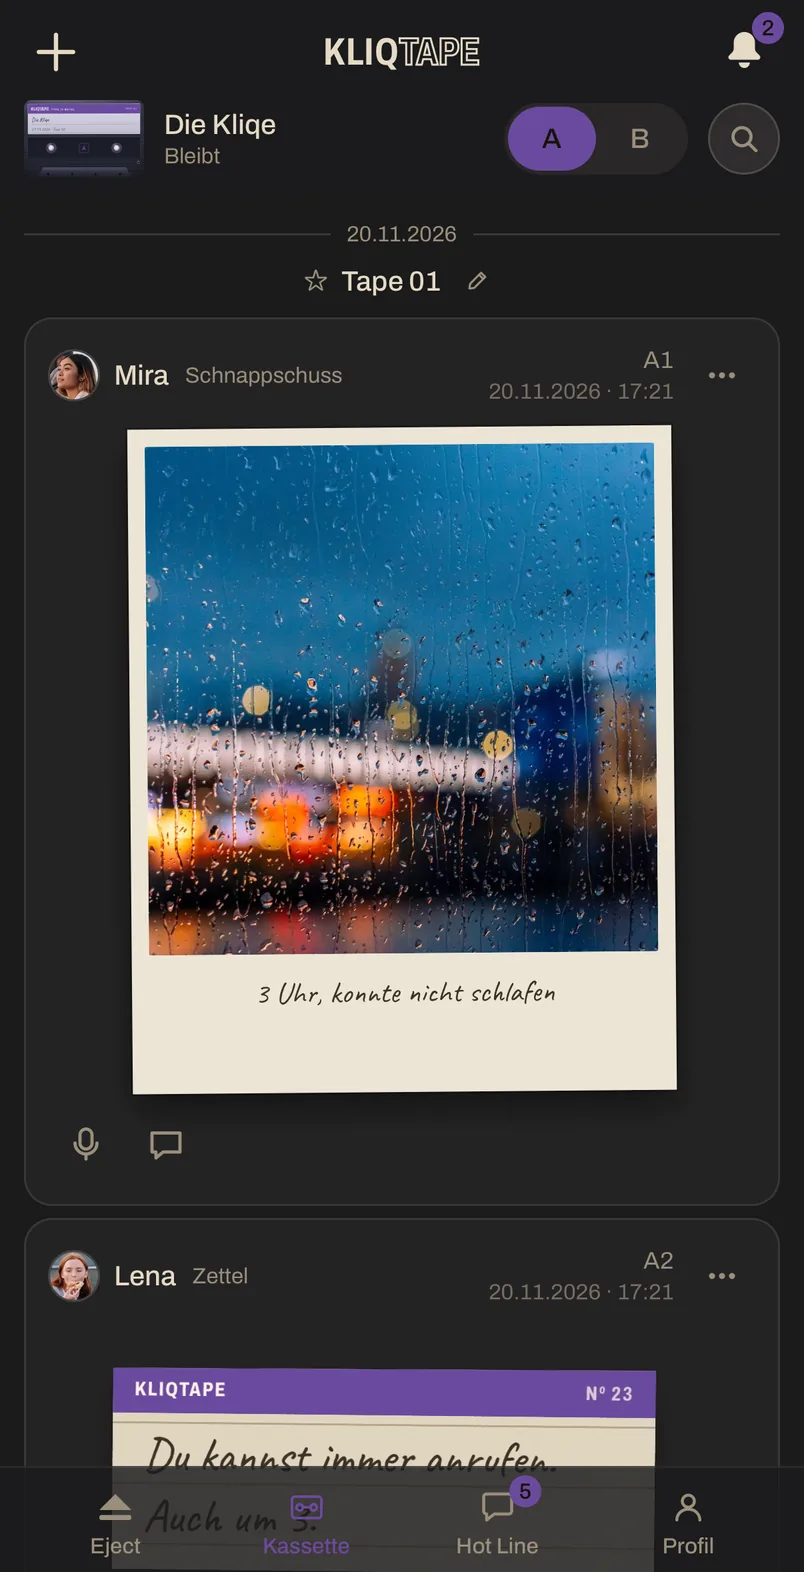 KLIQTAPE
2
Die Kliqe
Bleibt
A B
20.11.2026
Tape 01
Mira Schnappschuss
A1
20.11.2026 · 17:21
3 Uhr, konnte nicht schlafen
Lena Zettel
A2
20.11.2026 · 17:21
KLIQTAPE Nº 23
Du kannst immer anrufen.
Auch um 3.
5
Eject Kassette Hot Line Profil